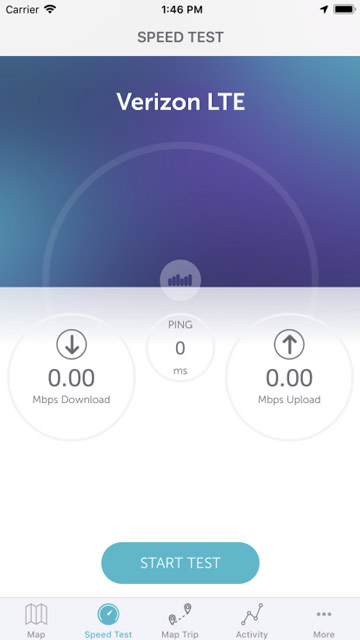 Carrier 1:46 PM
SPEED TEST
Verizon LTE
PING
0
ms
0.00
Mbps Download
0.00
Mbps Upload
START TEST
Map
Speed Test
Map Trip
Activity
More